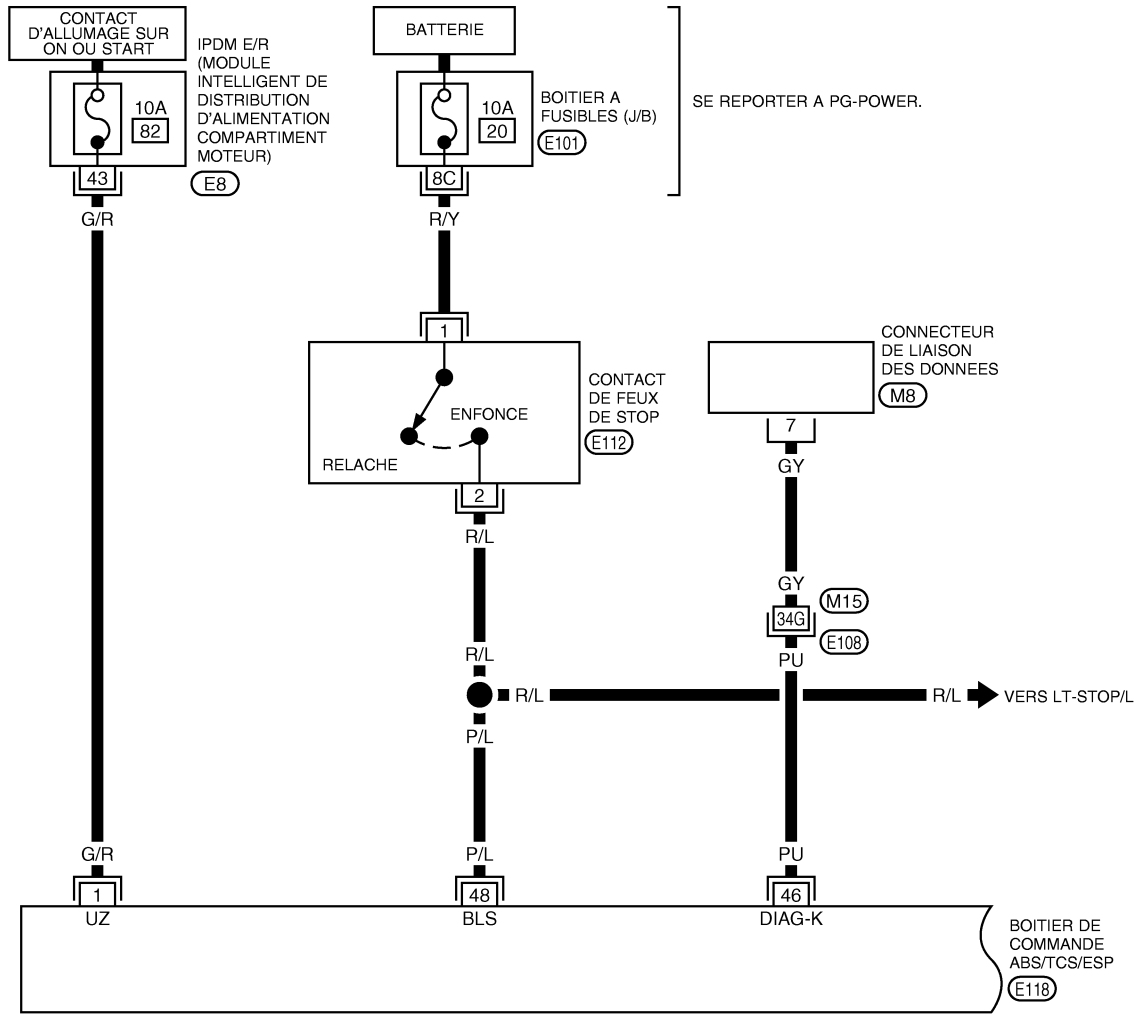 CONTACT
D'ALLUMAGE SUR
ON OU START
IPDM E/R
(MODULE
INTELLIGENT DE
DISTRIBUTION
D'ALIMENTATION
COMPARTIMENT
MOTEUR)
E8
10A
82
43
G/R
BATTERIE
10A
20
BOITIER A
FUSIBLES (J/B)
E101
8C
R/Y
SE REPORTER A PG-POWER.
1
ENFONCE
RELACHE
CONTACT
DE FEUX
DE STOP
E112
2
R/L
CONNECTEUR
DE LIAISON
DES DONNEES
M8
7
GY
GY
M15
34G
E108
PU
R/L
R/L
R/L
VERS LT-STOP/L
P/L
G/R
P/L
PU
1
48
46
UZ
BLS
DIAG-K
BOITIER DE
COMMANDE
ABS/TCS/ESP
E118